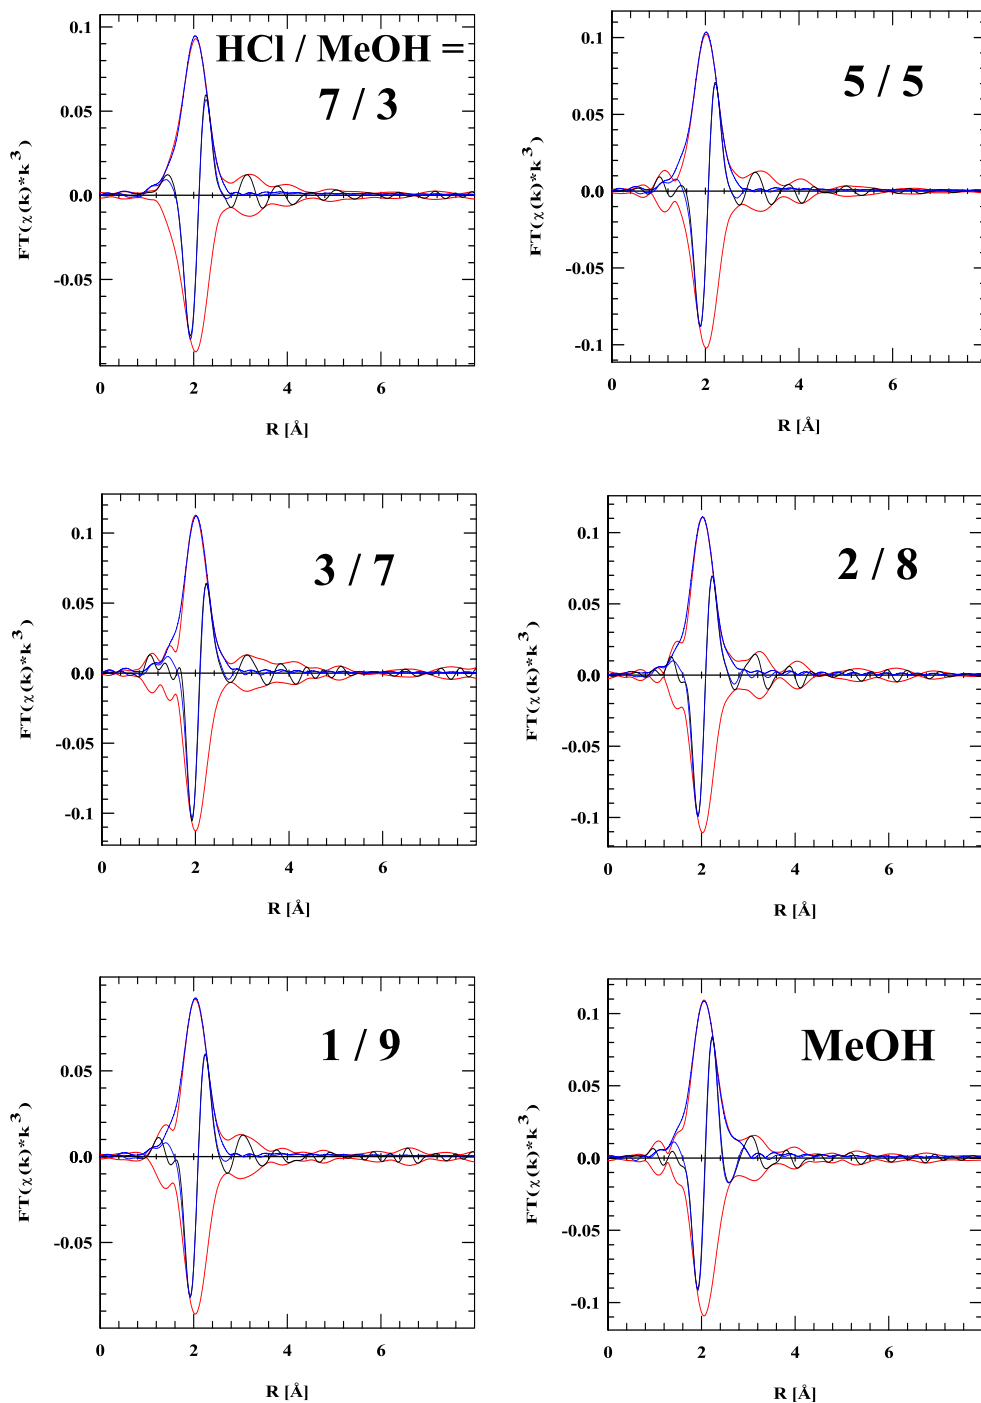 HCl / MeOH =
7 / 3
0.1
0.05
0.0
-0.05
FT(χ(k)*k³)
0 2 4 6
R [Å]
5 / 5
0.1
0.05
0.0
-0.05
-0.1
FT(χ(k)*k³)
0 2 4 6
R [Å]
3 / 7
0.1
0.05
0.0
-0.05
-0.1
FT(χ(k)*k³)
0 2 4 6
R [Å]
2 / 8
0.1
0.05
0.0
-0.05
-0.1
FT(χ(k)*k³)
0 2 4 6
R [Å]
1 / 9
0.05
0.0
-0.05
FT(χ(k)*k³)
0 2 4 6
R [Å]
MeOH
0.1
0.05
0.0
-0.05
-0.1
FT(χ(k)*k³)
0 2 4 6
R [Å]